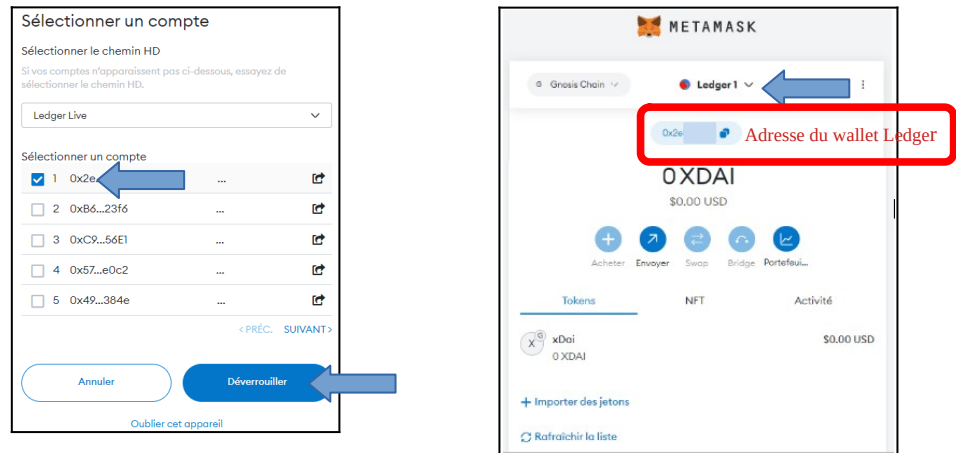 Sélectionner un compte
Sélectionner le chemin HD
Si vos comptes n'apparaissent pas ci-dessous, essayez de
sélectionner le chemin HD.
Ledger Live
Sélectionner un compte
1 0x2e... ...
2 0xB6...23f6 ...
3 0xC9...56E1 ...
4 0x57...e0c2 ...
5 0x49...384e ...
< PRÉC. SUIVANT >
Annuler Déverrouiller
Oublier cet appareil
METAMASK
G Gnosis Chain Ledger 1
0x2e Adresse du wallet Ledger
0 XDAI
$0.00 USD
Acheter Envoyer Swap Bridge Portefeui...
Tokens NFT Activité
X G xDai $0.00 USD
0 XDAI
+ Importer des jetons
Rafraîchir la liste